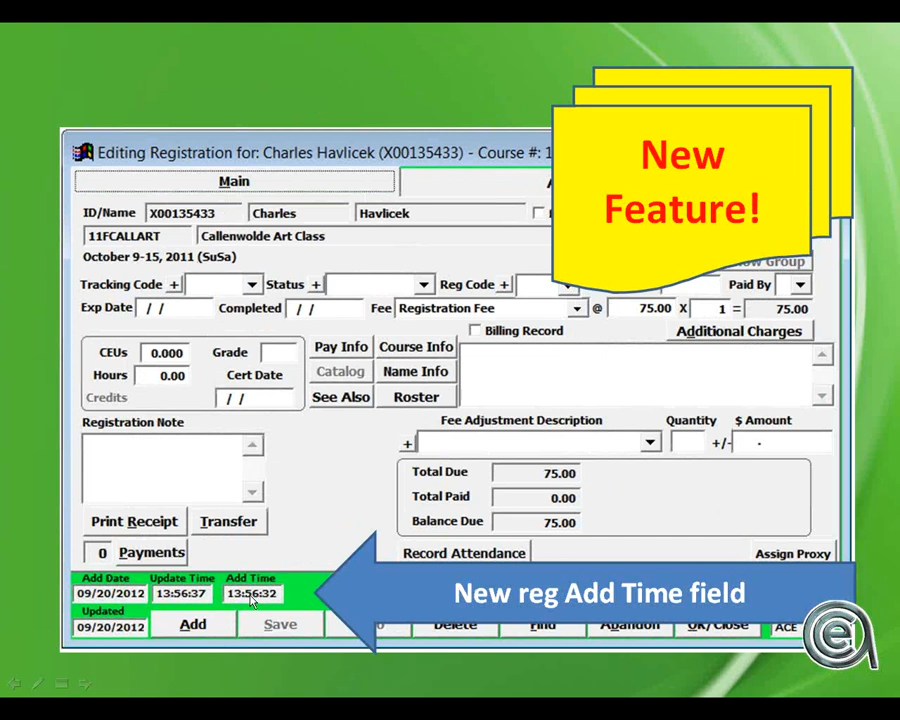 New
Feature!
Editing Registration for: Charles Havlicek (X00135433) - Course #: 1
Main
ID/Name X00135433 Charles Havlicek
11FCALLART Callenwolde Art Class
October 9-15, 2011 (SuSa)
Group
Tracking Code + Status + Reg Code + Paid By
Exp Date / / Completed / / Fee Registration Fee @ 75.00 X 1 = 75.00
Billing Record Additional Charges
CEUs 0.000 Grade Pay Info Course Info
Hours 0.00 Cert Date Catalog Name Info
Credits / / See Also Roster
Registration Note Fee Adjustment Description Quantity $ Amount
+ +/- .
Total Due 75.00
Total Paid 0.00
Print Receipt Transfer Balance Due 75.00
0 Payments Record Attendance Assign Proxy
Add Date Update Time Add Time
09/20/2012 13:56:37 13:56:32 New reg Add Time field
Updated
09/20/2012 Add Save Delete Find Abandon OK/Close ACE